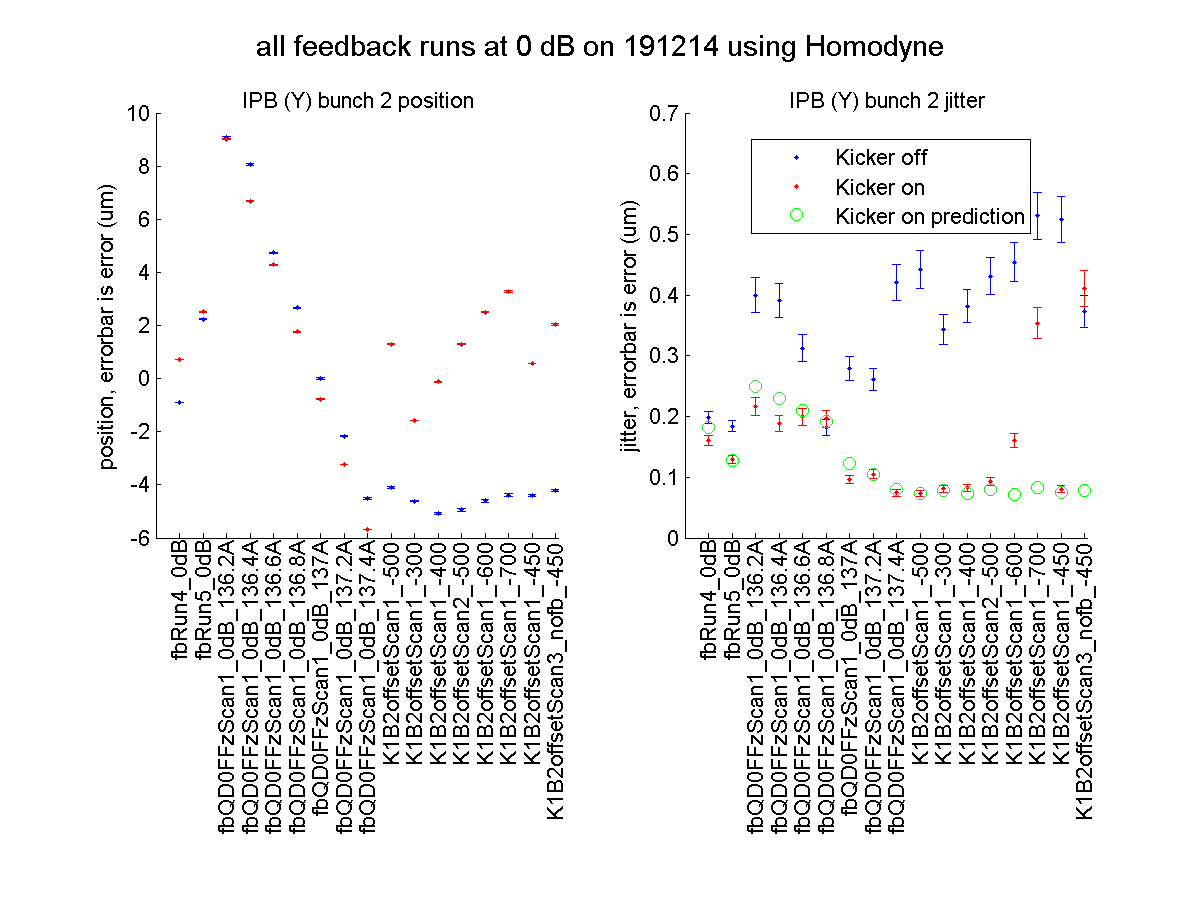 all feedback runs at 0 dB on 191214 using Homodyne
IPB (Y) bunch 2 position
position, errorbar is error (um)
10
8
6
4
2
0
-2
-4
-6
fbRun4_0dB
fbRun5_0dB
fbQD0FFzScan1_0dB_136.2A
fbQD0FFzScan1_0dB_136.4A
fbQD0FFzScan1_0dB_136.6A
fbQD0FFzScan1_0dB_136.8A
fbQD0FFzScan1_0dB_137A
fbQD0FFzScan1_0dB_137.2A
fbQD0FFzScan1_0dB_137.4A
K1B2offsetScan1_-500
K1B2offsetScan1_-300
K1B2offsetScan1_-400
K1B2offsetScan2_-500
K1B2offsetScan1_-600
K1B2offsetScan1_-700
K1B2offsetScan1_-450
K1B2offsetScan3_nofb_-450
IPB (Y) bunch 2 jitter
jitter, errorbar is error (um)
0.7
0.6
0.5
0.4
0.3
0.2
0.1
0
Kicker off
Kicker on
Kicker on prediction
fbRun4_0dB
fbRun5_0dB
fbQD0FFzScan1_0dB_136.2A
fbQD0FFzScan1_0dB_136.4A
fbQD0FFzScan1_0dB_136.6A
fbQD0FFzScan1_0dB_136.8A
fbQD0FFzScan1_0dB_137A
fbQD0FFzScan1_0dB_137.2A
fbQD0FFzScan1_0dB_137.4A
K1B2offsetScan1_-500
K1B2offsetScan1_-300
K1B2offsetScan1_-400
K1B2offsetScan2_-500
K1B2offsetScan1_-600
K1B2offsetScan1_-700
K1B2offsetScan1_-450
K1B2offsetScan3_nofb_-450